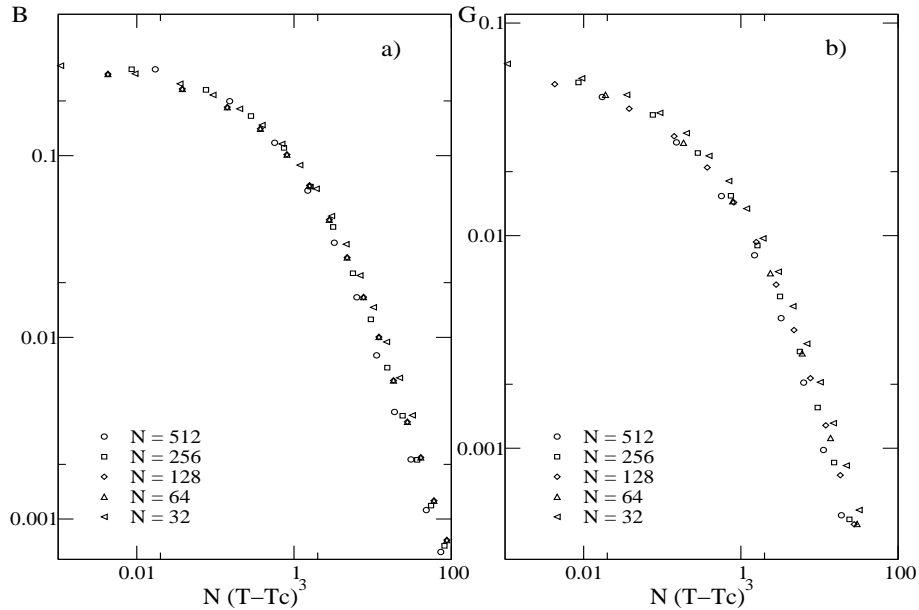 B
a)
0.1
0.01
0.001
N = 512
N = 256
N = 128
N = 64
N = 32
0.01
1
100
N (T−Tc)³
G
b)
0.1
0.01
0.001
N = 512
N = 256
N = 128
N = 64
N = 32
0.01
1
100
N (T−Tc)³